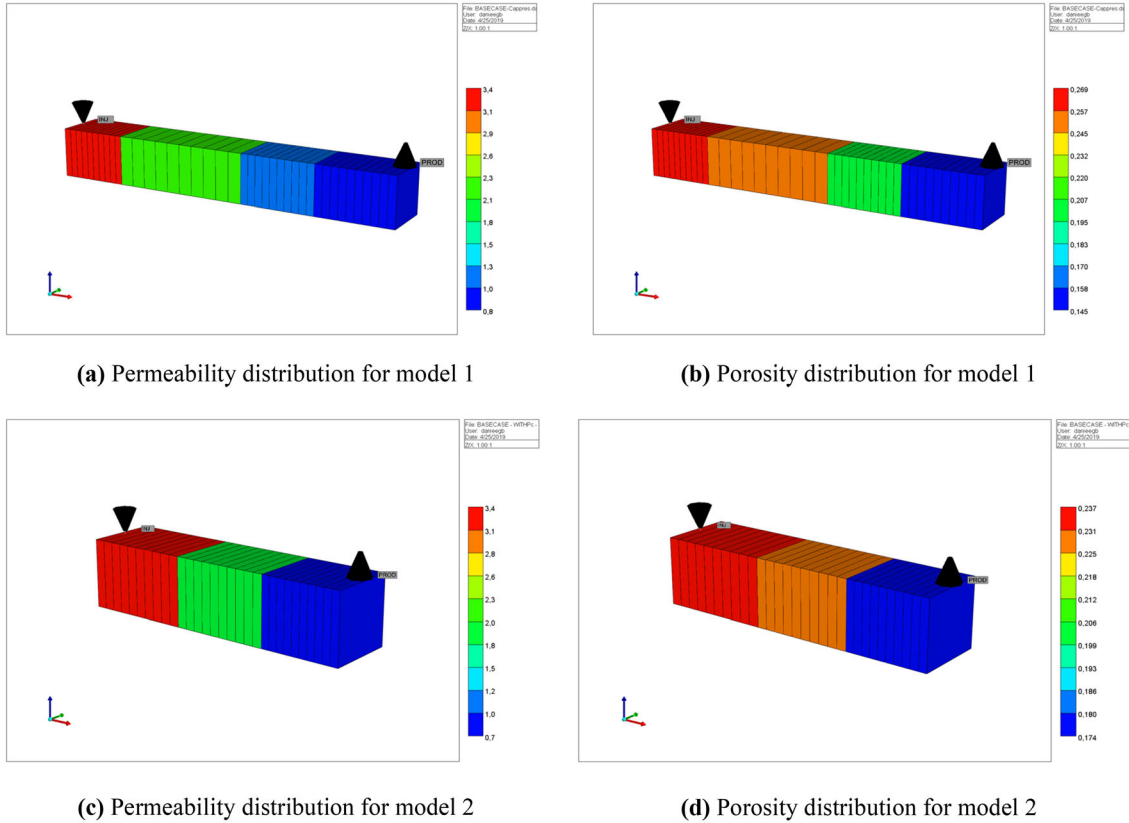 File: BASECASE-Cappres.da
User: danieegb
Date: 4/25/2019
Z/X: 1.00:1
INJ
PROD
3,4
3,1
2,9
2,6
2,3
2,1
1,8
1,5
1,3
1,0
0,8
File: BASECASE-Cappres.da
User: danieegb
Date: 4/25/2019
Z/X: 1.00:1
INJ
PROD
0,269
0,257
0,245
0,232
0,220
0,207
0,195
0,183
0,170
0,158
0,145
(a) Permeability distribution for model 1
(b) Porosity distribution for model 1
File: BASECASE - WITHPc -
User: danieegb
Date: 4/25/2019
Z/X: 1.00:1
INJ
PROD
3,4
3,1
2,8
2,6
2,3
2,0
1,8
1,5
1,2
1,0
0,7
File: BASECASE - WITHPc -
User: danieegb
Date: 4/25/2019
Z/X: 1.00:1
INJ
PROD
0,237
0,231
0,225
0,218
0,212
0,206
0,199
0,193
0,186
0,180
0,174
(c) Permeability distribution for model 2
(d) Porosity distribution for model 2